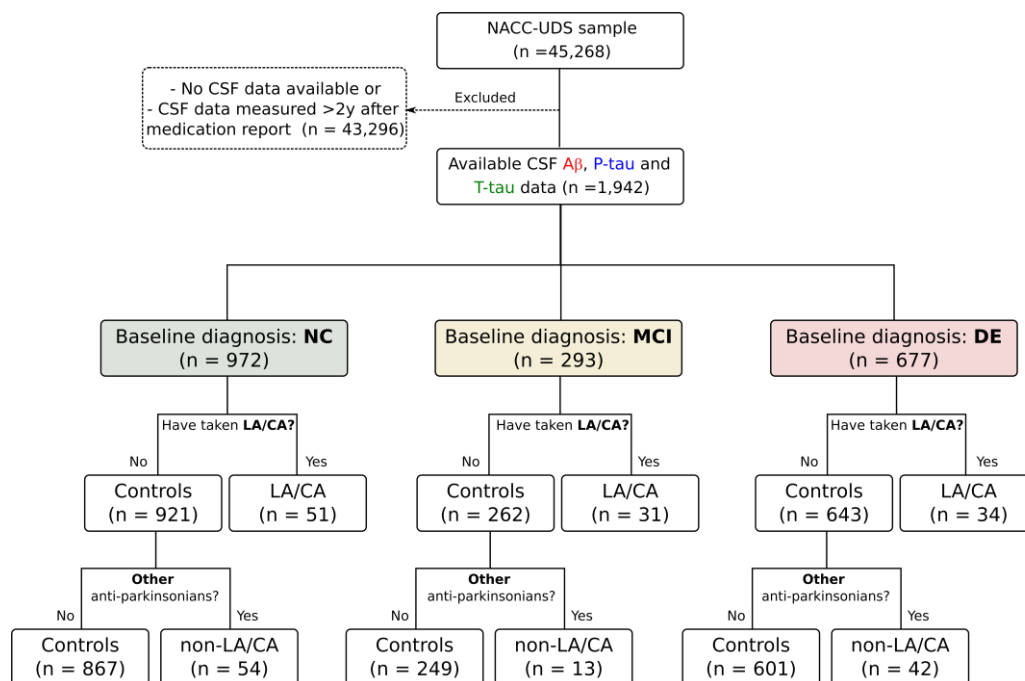 NACC-UDS sample
(n =45,268)
- No CSF data available or
- CSF data measured >2y after
medication report (n = 43,296)
Excluded
Available CSF Aβ, P-tau and
T-tau data (n =1,942)
Baseline diagnosis: NC
(n = 972)
Baseline diagnosis: MCI
(n = 293)
Baseline diagnosis: DE
(n = 677)
Have taken LA/CA?
Have taken LA/CA?
Have taken LA/CA?
No
Yes
No
Yes
No
Yes
Controls
(n = 921)
LA/CA
(n = 51)
Controls
(n = 262)
LA/CA
(n = 31)
Controls
(n = 643)
LA/CA
(n = 34)
Other
anti-parkinsonians?
Other
anti-parkinsonians?
Other
anti-parkinsonians?
No
Yes
No
Yes
No
Yes
Controls
(n = 867)
non-LA/CA
(n = 54)
Controls
(n = 249)
non-LA/CA
(n = 13)
Controls
(n = 601)
non-LA/CA
(n = 42)